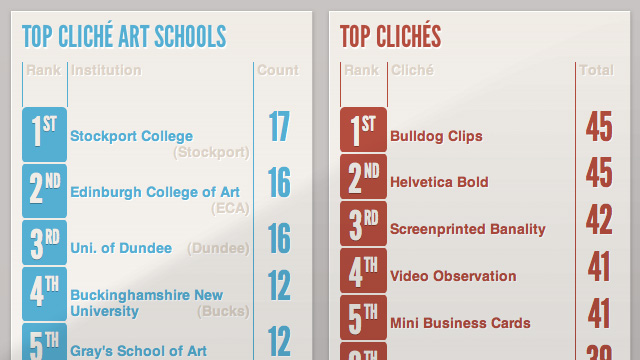 TOP CLICHÉ ART SCHOOLS
Rank Institution Count
1ST Stockport College (Stockport) 17
2ND Edinburgh College of Art (ECA) 16
3RD Uni. of Dundee (Dundee) 16
4TH Buckinghamshire New
University (Bucks) 12
5TH Gray's School of Art 12
TOP CLICHÉS
Rank Cliché Total
1ST Bulldog Clips 45
2ND Helvetica Bold 45
3RD Screenprinted Banality 42
4TH Video Observation 41
5TH Mini Business Cards 41